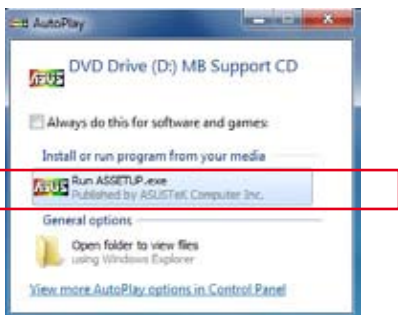 AutoPlay
DVD Drive (D:) MB Support CD
ASUS
Always do this for software and games:
Install or run program from your media
ASUS
Run ASSETUP.exe
Published by ASUSTeK Computer Inc.
General options
Open folder to view files
using Windows Explorer
View more AutoPlay options in Control Panel